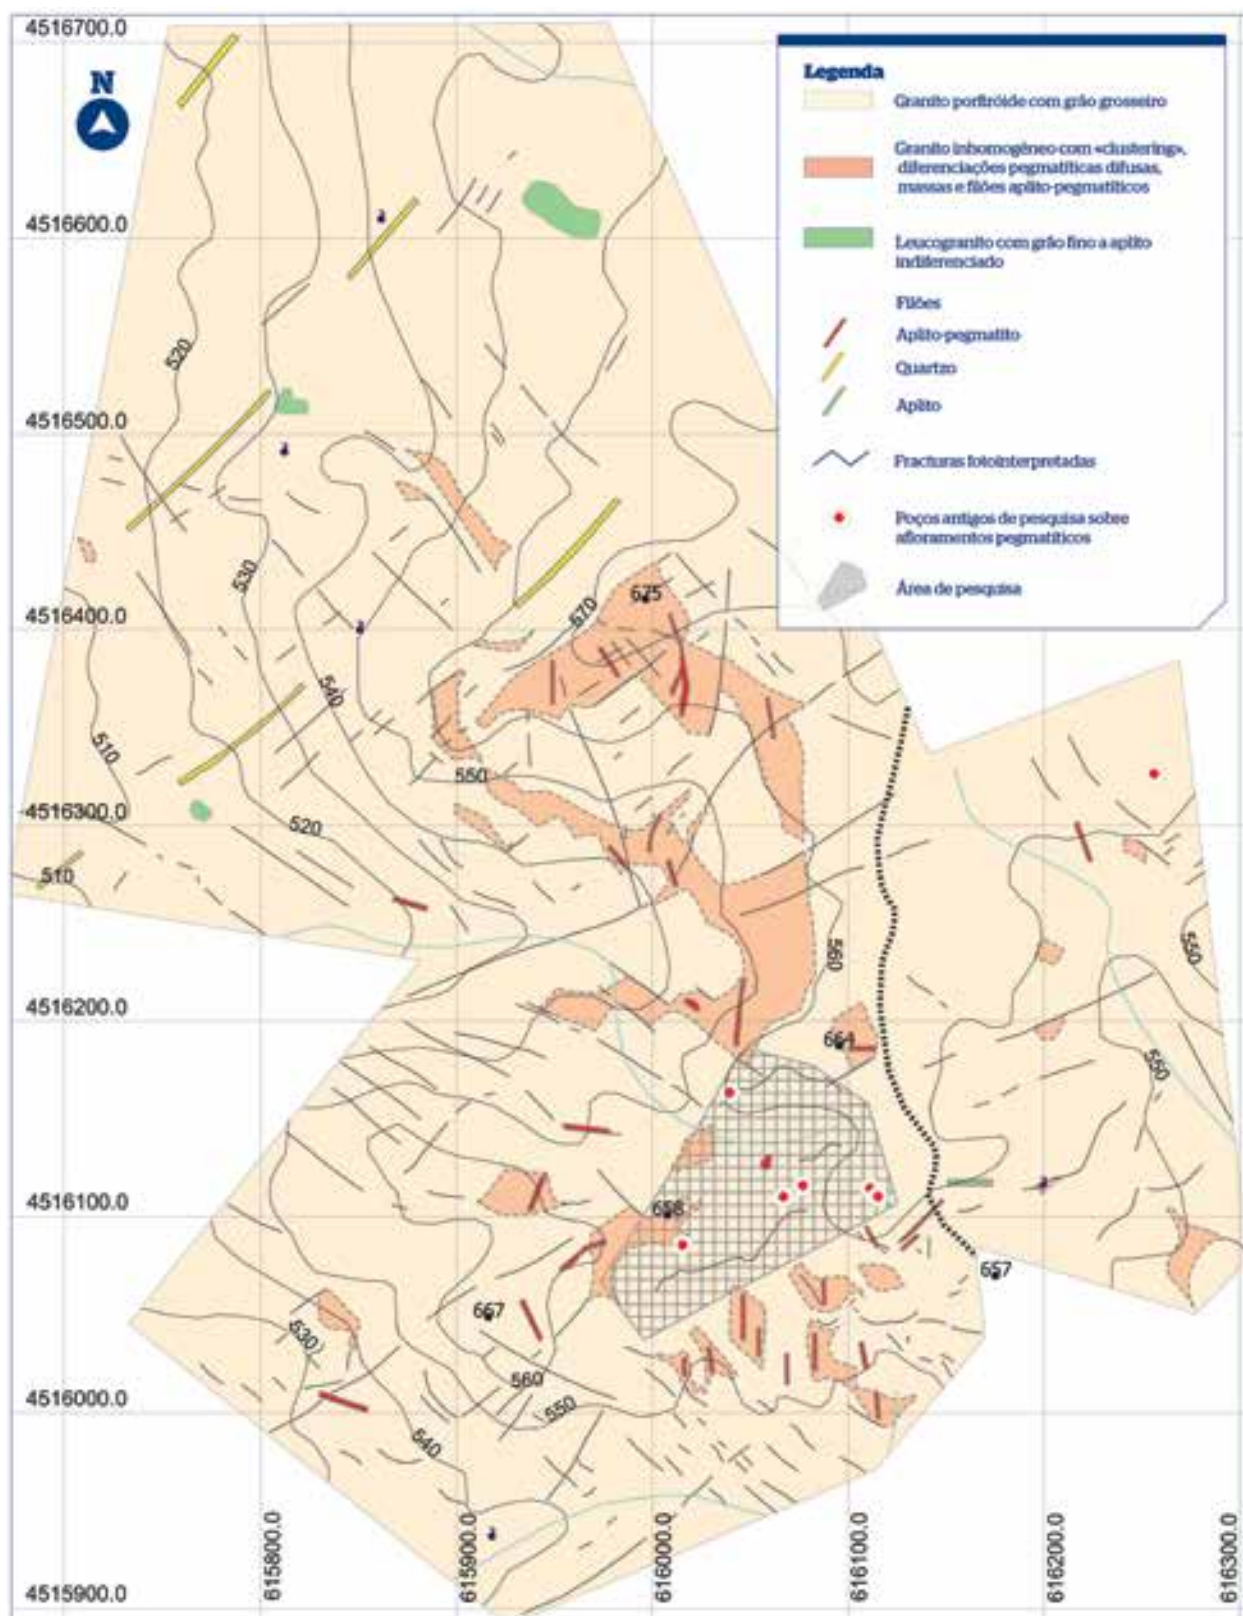 4516700.0
N
Legenda
Granito porfiróide com grão grosseiro
Granito inhomogéneo com «clustering»,
diferenciações pegmatíticas difusas,
massas e filões aplito-pegmatíticos
Leucogranito com grão fino a aplito
indiferenciado
Filões
Aplito-pegmatito
Quartzo
Aplito
Fracturas fotointerpretadas
Poços antigos de pesquisa sobre
afloramentos pegmatíticos
Área de pesquisa
4516600.0
520
4516500.0
530
4516400.0
675
570
540
510
550
4516300.0
520
510
560
550
4516200.0
664
550
4516100.0
658
657
667
530
560
550
540
4516000.0
615800.0
615900.0
616000.0
616100.0
616200.0
616300.0
4515900.0